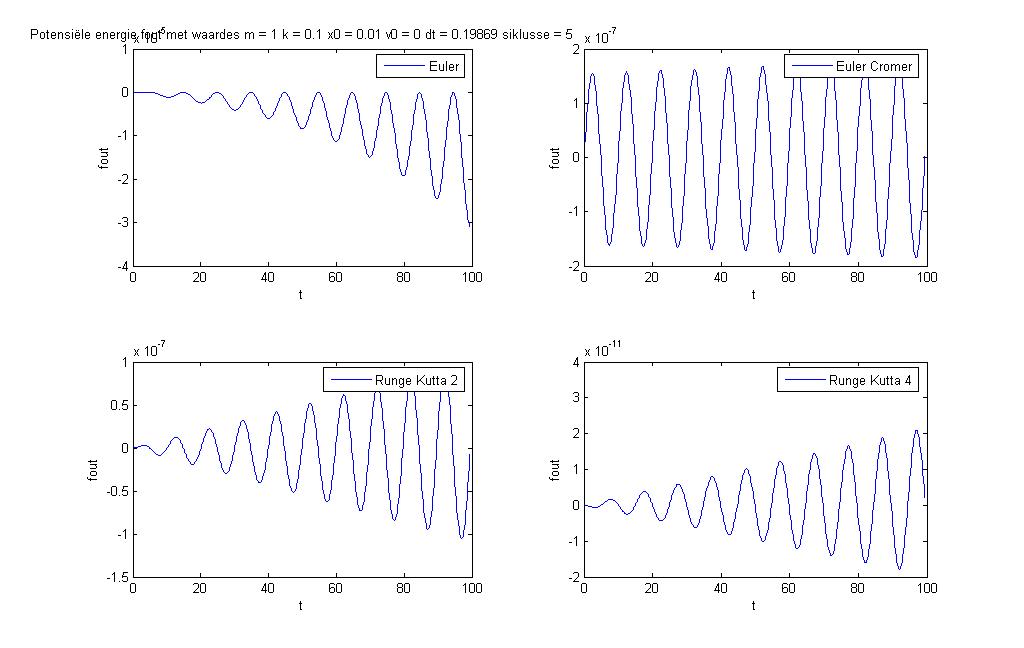 Potensiële energie fout met waardes m = 1 k = 0.1 x0 = 0.01 v0 = 0 dt = 0.19869 siklusse = 5
x 10^-5
1
0
-1
-2
-3
-4
0 20 40 60 80 100
fout
t
Euler
x 10^-7
2
1
0
-1
-2
0 20 40 60 80 100
fout
t
Euler Cromer
x 10^-7
1
0.5
0
-0.5
-1
-1.5
0 20 40 60 80 100
fout
t
Runge Kutta 2
x 10^-11
4
3
2
1
0
-1
-2
0 20 40 60 80 100
fout
t
Runge Kutta 4